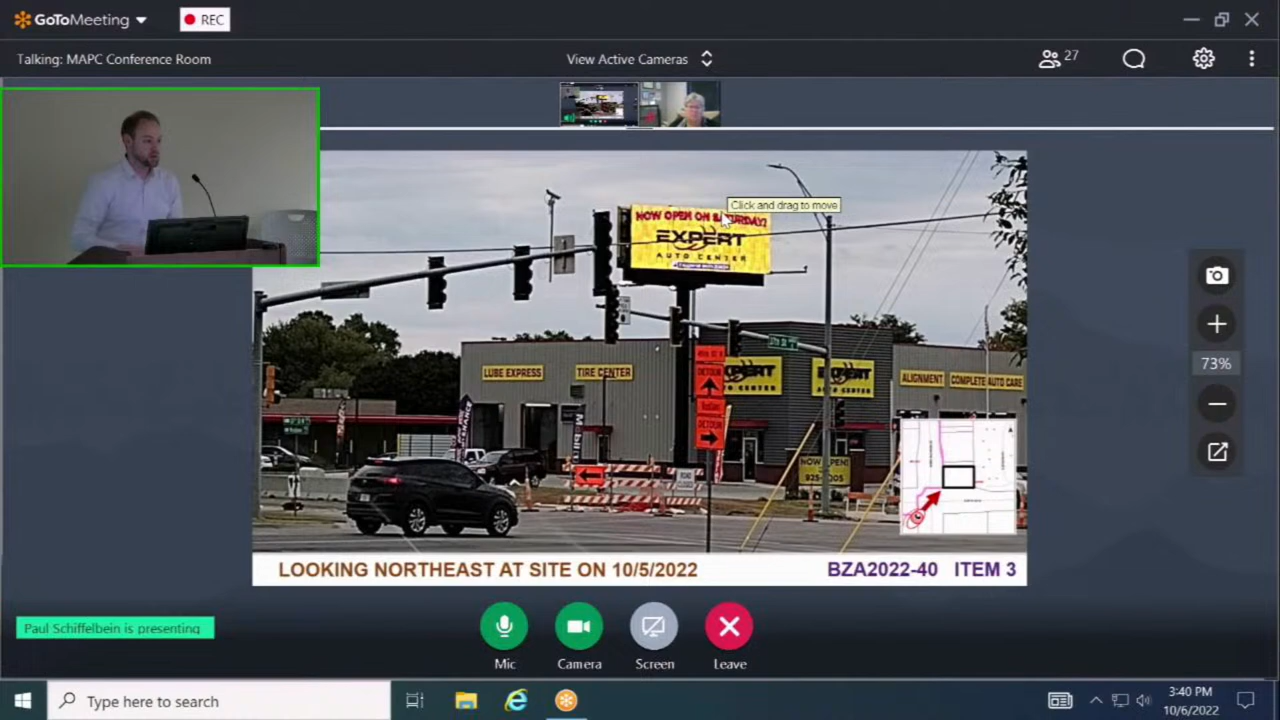 GoToMeeting
REC
Talking: MAPC Conference Room
View Active Cameras
27
Click and drag to move
NOW OPEN ON SATURDAY!
EXPERT
AUTO CENTER
LUBE EXPRESS
TIRE CENTER
EXPERT
EXPERT
ALIGNMENT
COMPLETE AUTO CARE
DETOUR
DETOUR
NOW OPEN!
73%
LOOKING NORTHEAST AT SITE ON 10/5/2022
BZA2022-40 ITEM 3
Paul Schiffelbein is presenting
Mic
Camera
Screen
Leave
Type here to search
3:40 PM
10/6/2022